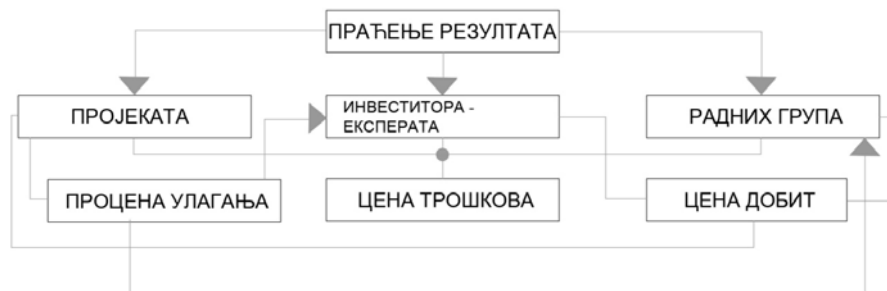 ПРАЋЕЊЕ РЕЗУЛТАТА
ПРОЈЕКАТА
ИНВЕСТИТОРА -
ЕКСПЕРАТА
РАДНИХ ГРУПА
ПРОЦЕНА УЛАГАЊА
ЦЕНА ТРОШКОВА
ЦЕНА ДОБИТ